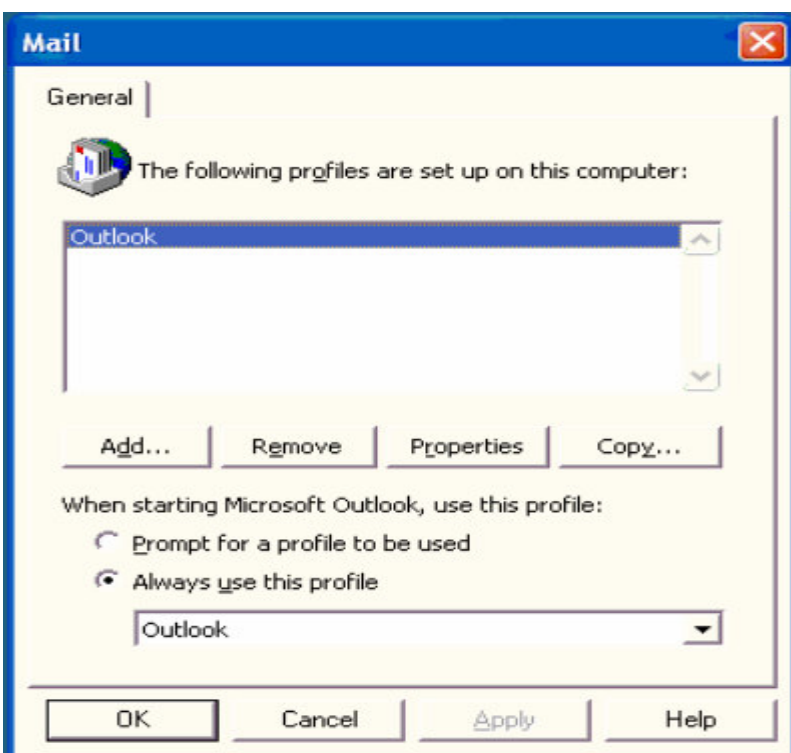 Mail
General
The following profiles are set up on this computer:
Outlook
Add... Remove Properties Copy...
When starting Microsoft Outlook, use this profile:
Prompt for a profile to be used
Always use this profile
Outlook
OK Cancel Apply Help